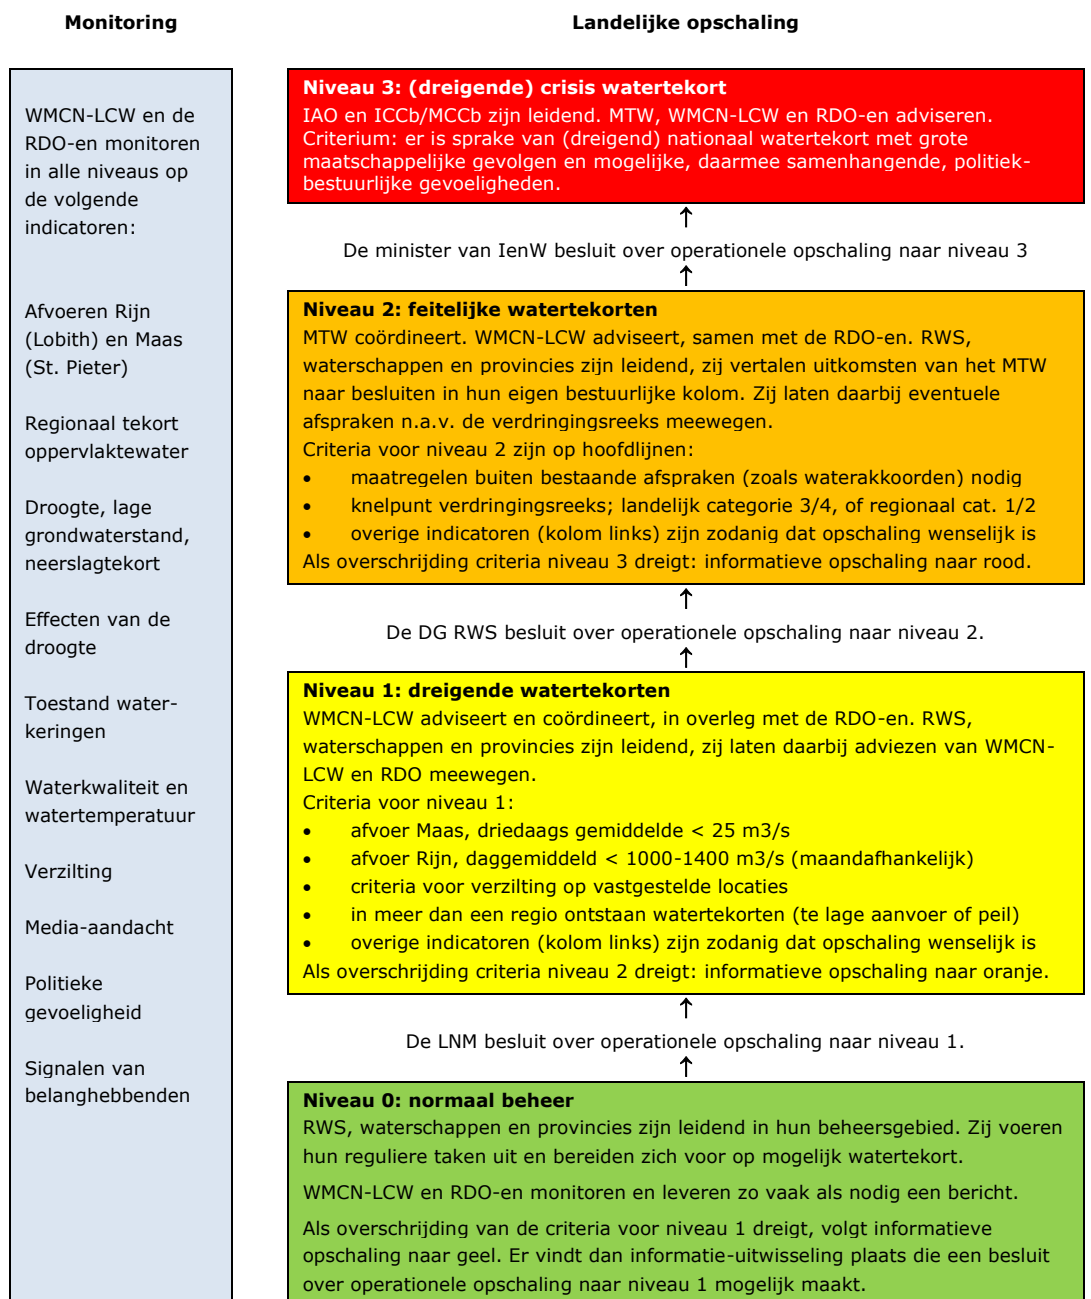 Monitoring
WMCN-LCW en de
RDO-en monitoren
in alle niveaus op
de volgende
indicatoren:
Afvoeren Rijn
(Lobith) en Maas
(St. Pieter)
Regionaal tekort
oppervlaktewater
Droogte, lage
grondwaterstand,
neerslagtekort
Effecten van de
droogte
Toestand water-
keringen
Waterkwaliteit en
watertemperatuur
Verzilting
Media-aandacht
Politieke
gevoeligheid
Signalen van
belanghebbenden
Landelijke opschaling
Niveau 3: (dreigende) crisis watertekort
IAO en ICCb/MCCb zijn leidend. MTW, WMCN-LCW en RDO-en adviseren.
Criterium: er is sprake van (dreigend) nationaal watertekort met grote
maatschappelijke gevolgen en mogelijke, daarmee samenhangende, politiek-
bestuurlijke gevoeligheden.
↑
De minister van IenW besluit over operationele opschaling naar niveau 3
↑
Niveau 2: feitelijke watertekorten
MTW coördineert. WMCN-LCW adviseert, samen met de RDO-en. RWS,
waterschappen en provincies zijn leidend, zij vertalen uitkomsten van het MTW
naar besluiten in hun eigen bestuurlijke kolom. Zij laten daarbij eventuele
afspraken n.a.v. de verdringingsreeks meewegen.
Criteria voor niveau 2 zijn op hoofdlijnen:
• maatregelen buiten bestaande afspraken (zoals waterakkoorden) nodig
• knelpunt verdringingsreeks; landelijk categorie 3/4, of regionaal cat. 1/2
• overige indicatoren (kolom links) zijn zodanig dat opschaling wenselijk is
Als overschrijding criteria niveau 3 dreigt: informatieve opschaling naar rood.
↑
De DG RWS besluit over operationele opschaling naar niveau 2.
↑
Niveau 1: dreigende watertekorten
WMCN-LCW adviseert en coördineert, in overleg met de RDO-en. RWS,
waterschappen en provincies zijn leidend, zij laten daarbij adviezen van WMCN-
LCW en RDO meewegen.
Criteria voor niveau 1:
• afvoer Maas, driedaags gemiddelde < 25 m3/s
• afvoer Rijn, daggemiddeld < 1000-1400 m3/s (maandafhankelijk)
• criteria voor verzilting op vastgestelde locaties
• in meer dan een regio ontstaan watertekorten (te lage aanvoer of peil)
• overige indicatoren (kolom links) zijn zodanig dat opschaling wenselijk is
Als overschrijding criteria niveau 2 dreigt: informatieve opschaling naar oranje.
↑
De LNM besluit over operationele opschaling naar niveau 1.
↑
Niveau 0: normaal beheer
RWS, waterschappen en provincies zijn leidend in hun beheersgebied. Zij voeren
hun reguliere taken uit en bereiden zich voor op mogelijk watertekort.
WMCN-LCW en RDO-en monitoren en leveren zo vaak als nodig een bericht.
Als overschrijding van de criteria voor niveau 1 dreigt, volgt informatieve
opschaling naar geel. Er vindt dan informatie-uitwisseling plaats die een besluit
over operationele opschaling naar niveau 1 mogelijk maakt.